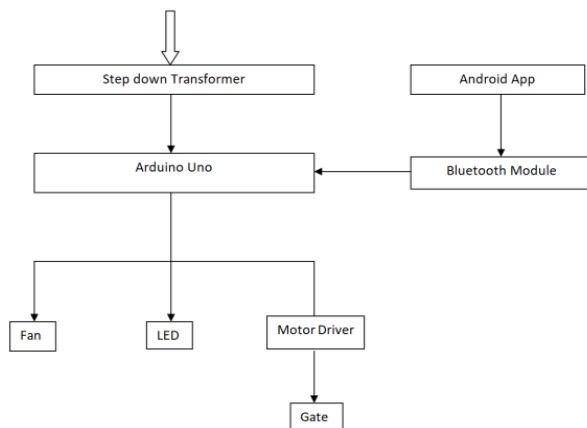 Step down Transformer
Android App
Arduino Uno
Bluetooth Module
Fan
LED
Motor Driver
Gate